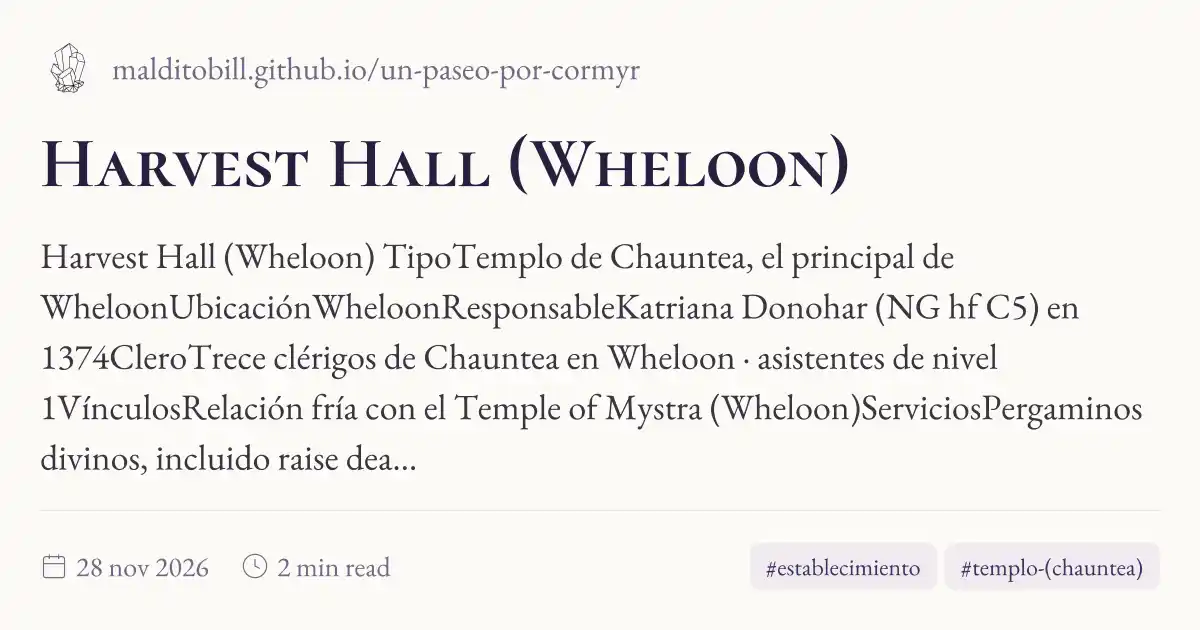 malditobill.github.io/un-paseo-por-cormyr
Harvest Hall (Wheloon)
Harvest Hall (Wheloon) TipoTemplo de Chauntea, el principal de
WheloonUbicaciónWheloonResponsableKatriana Donohar (NG hf C5) en
1374CleroTrece clérigos de Chauntea en Wheloon · asistentes de nivel
1VínculosRelación fría con el Temple of Mystra (Wheloon)ServiciosPergaminos
divinos, incluido raise dea...
28 nov 2026 2 min read #establecimiento #templo-(chauntea)